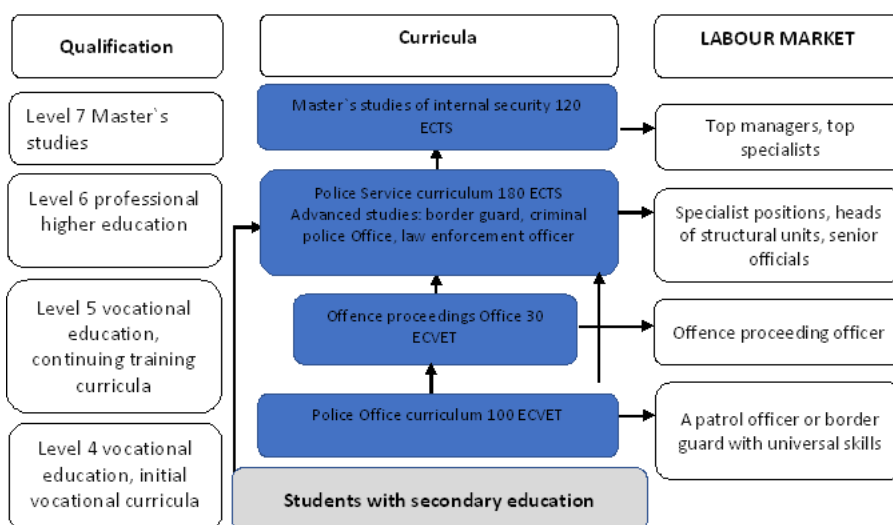 Qualification
Curricula
LABOUR MARKET
Level 7 Master`s
studies
Master`s studies of internal security 120
ECTS
Top managers, top
specialists
Level 6 professional
higher education
Police Service curriculum 180 ECTS
Advanced studies: border guard, criminal
police Office, law enforcement officer
Specialist positions, heads
of structural units, senior
officials
Level 5 vocational
education,
continuing training
curricula
Offence proceedings Office 30
ECVET
Offence proceeding officer
Level 4 vocational
education, initial
vocational curricula
Police Office curriculum 100 ECVET
A patrol officer or border
guard with universal skills
Students with secondary education